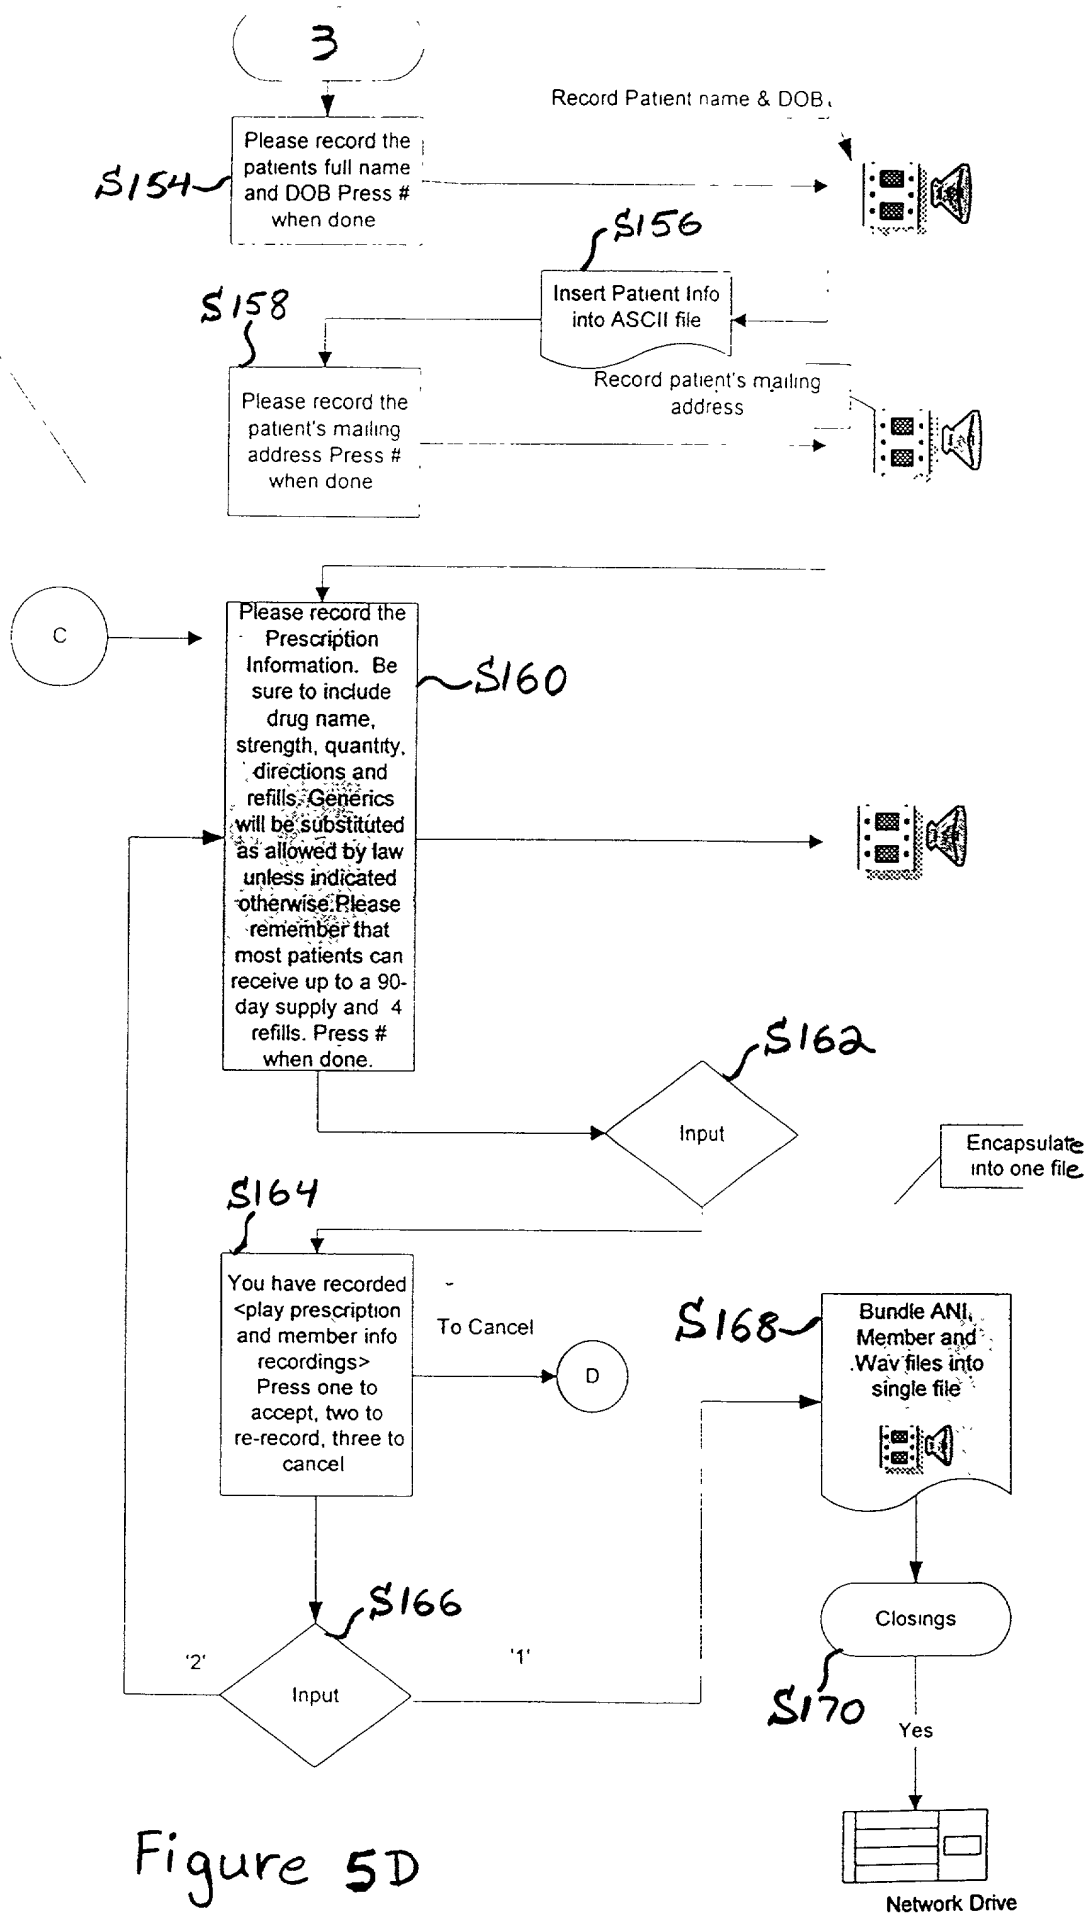 3
Record Patient name & DOB
Please record the
patients full name
and DOB Press #
when done
S154
S156
Insert Patient Info
into ASCII file
S158
Record patient's mailing
address
Please record the
patient's mailing
address Press #
when done
C
Please record the
Prescription
Information. Be
sure to include
drug name,
strength, quantity,
directions and
refills. Generics
will be substituted
as allowed by law
unless indicated
otherwise.Please
remember that
most patients can
receive up to a 90-
day supply and 4
refills. Press #
when done.
S160
S162
Input
Encapsulate
into one file
S164
You have recorded
<play prescription
and member info
recordings>
Press one to
accept, two to
re-record, three to
cancel
To Cancel
D
S168
Bundle ANI,
Member and
.Wav files into
single file
S166
Input
'2'
'1'
Closings
S170
Yes
Network Drive
Figure 5D